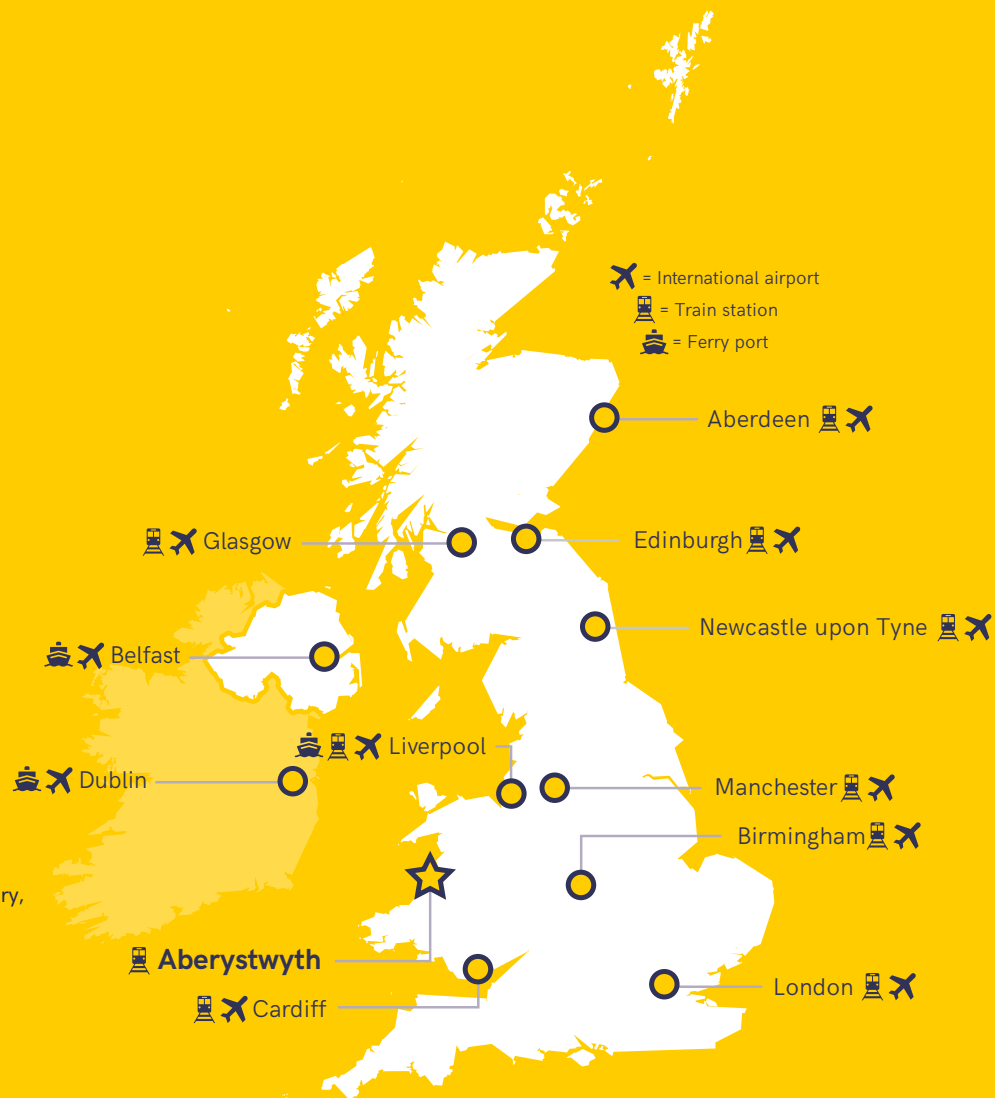 = International airport
= Train station
= Ferry port
Aberdeen
Glasgow
Edinburgh
Newcastle upon Tyne
Belfast
Liverpool
Dublin
Manchester
Birmingham
ry,
Aberystwyth
London
Cardiff